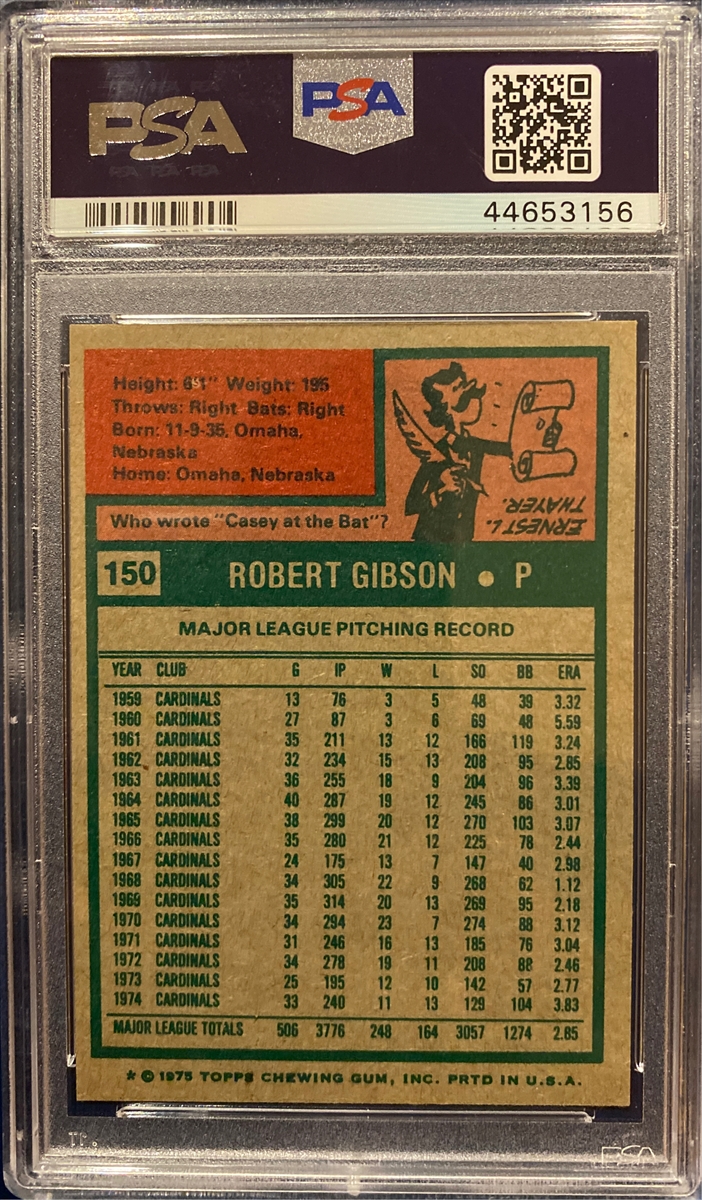 PSA
PSA
44653156
Height: 6'1" Weight: 195
Throws: Right Bats: Right
Born: 11-9-35, Omaha,
Nebraska
Home: Omaha, Nebraska
Who wrote "Casey at the Bat"?
ERNEST L.
THAYER.
150 ROBERT GIBSON • P
MAJOR LEAGUE PITCHING RECORD
YEAR CLUB G IP W L SO BB ERA
1959 CARDINALS 13 76 3 5 48 39 3.32
1960 CARDINALS 27 87 3 6 69 48 5.59
1961 CARDINALS 35 211 13 12 166 119 3.24
1962 CARDINALS 32 234 15 13 208 95 2.85
1963 CARDINALS 36 255 18 9 204 96 3.39
1964 CARDINALS 40 287 19 12 245 86 3.01
1965 CARDINALS 38 299 20 12 270 103 3.07
1966 CARDINALS 35 280 21 12 225 78 2.44
1967 CARDINALS 24 175 13 7 147 40 2.98
1968 CARDINALS 34 305 22 9 268 62 1.12
1969 CARDINALS 35 314 20 13 269 95 2.18
1970 CARDINALS 34 294 23 7 274 88 3.12
1971 CARDINALS 31 246 16 13 185 76 3.04
1972 CARDINALS 34 278 19 11 208 88 2.46
1973 CARDINALS 25 195 12 10 142 57 2.77
1974 CARDINALS 33 240 11 13 129 104 3.83
MAJOR LEAGUE TOTALS 506 3776 248 164 3057 1274 2.85
* © 1975 TOPPS CHEWING GUM, INC. PRTD IN U.S.A.
PSA